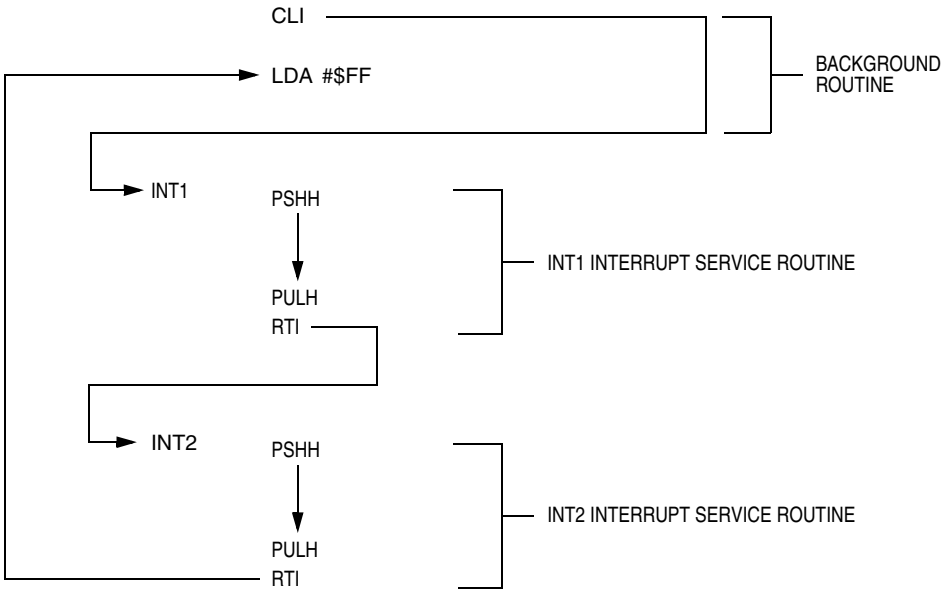 CLI
LDA #$FF
BACKGROUND
ROUTINE
INT1
PSHH
INT1 INTERRUPT SERVICE ROUTINE
PULH
RTI
INT2
PSHH
INT2 INTERRUPT SERVICE ROUTINE
PULH
RTI